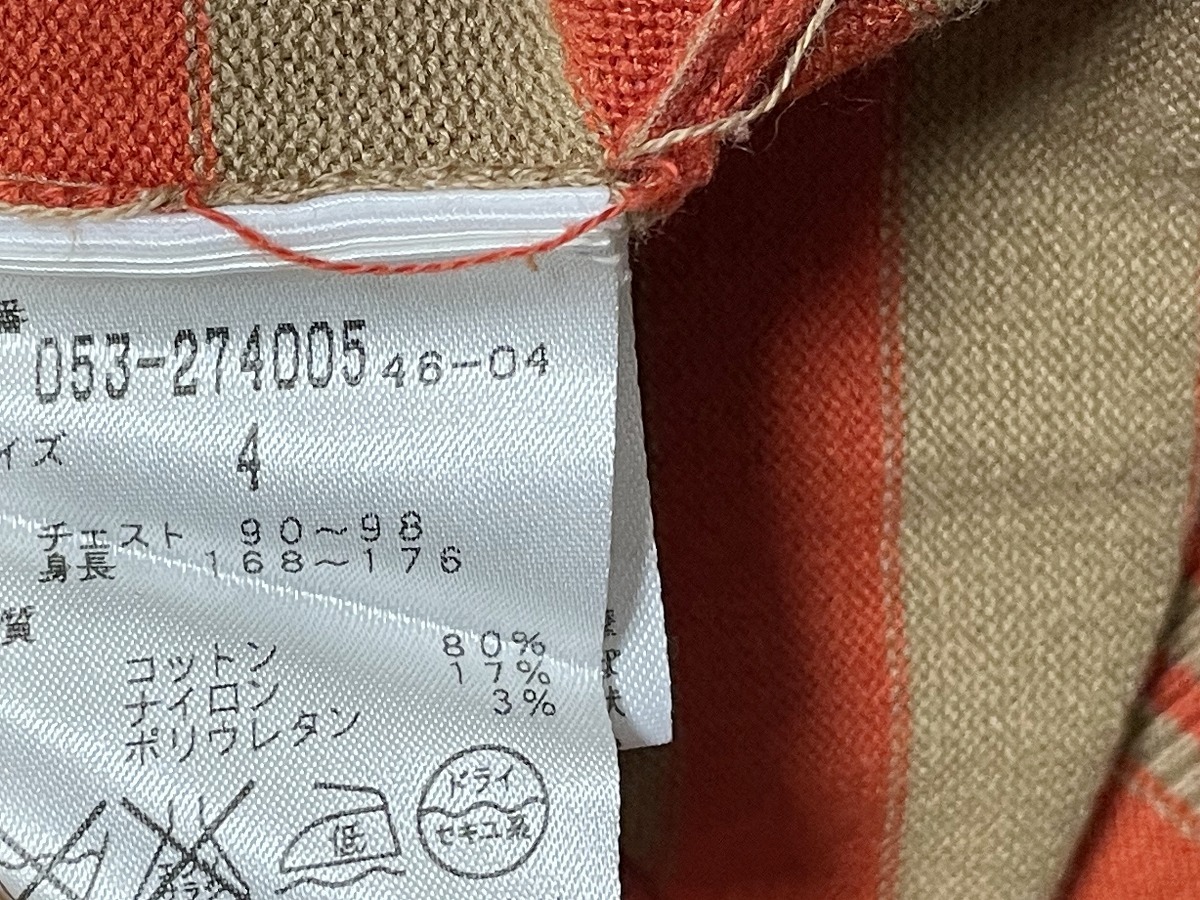 番 053-274005 46-04
イズ 4
チェスト 90~98
身長 168~176
質
コットン 80%
ナイロン 17%
ポリウレタン 3%
低
ドライ
セキユ系